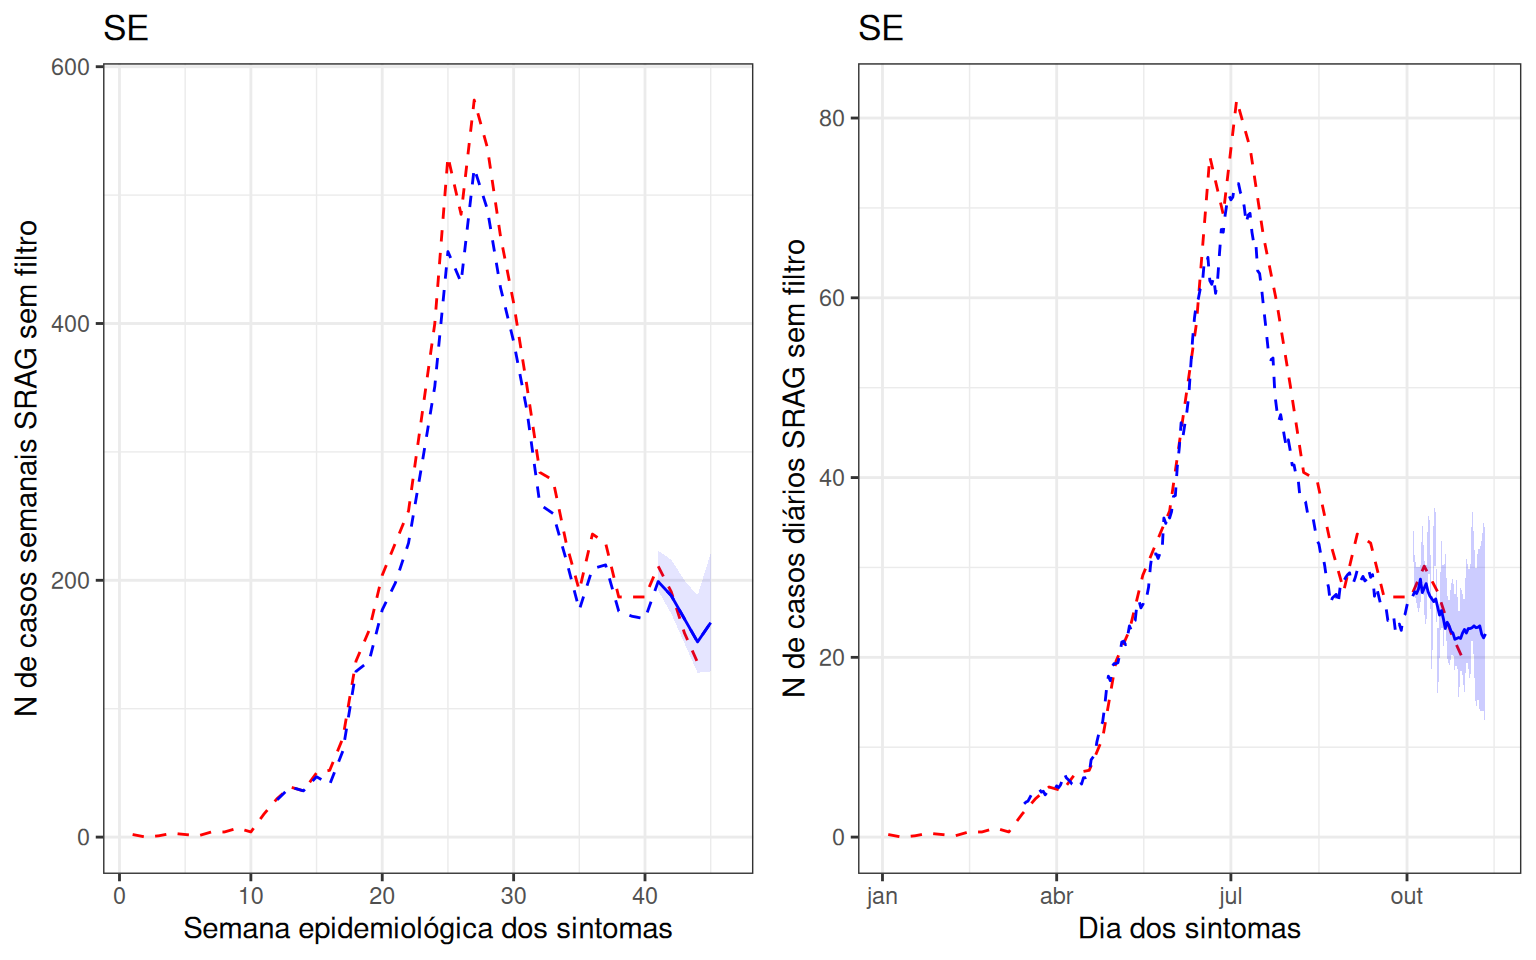 SE
N de casos semanais SRAG sem filtro
600
400
200
0
0 10 20 30 40
Semana epidemiológica dos sintomas
SE
N de casos diários SRAG sem filtro
80
60
40
20
0
jan abr jul out
Dia dos sintomas